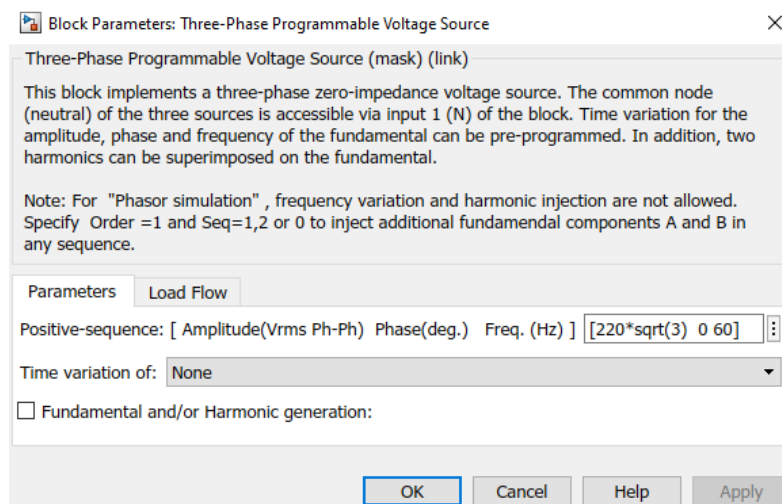 Block Parameters: Three-Phase Programmable Voltage Source
Three-Phase Programmable Voltage Source (mask) (link)
This block implements a three-phase zero-impedance voltage source. The common node
(neutral) of the three sources is accessible via input 1 (N) of the block. Time variation for the
amplitude, phase and frequency of the fundamental can be pre-programmed. In addition, two
harmonics can be superimposed on the fundamental.
Note: For "Phasor simulation" , frequency variation and harmonic injection are not allowed.
Specify Order =1 and Seq=1,2 or 0 to inject additional fundamendal components A and B in
any sequence.
Parameters Load Flow
Positive-sequence: [ Amplitude(Vrms Ph-Ph) Phase(deg.) Freq. (Hz) ] [220*sqrt(3) 0 60]
Time variation of: None
Fundamental and/or Harmonic generation:
OK Cancel Help Apply